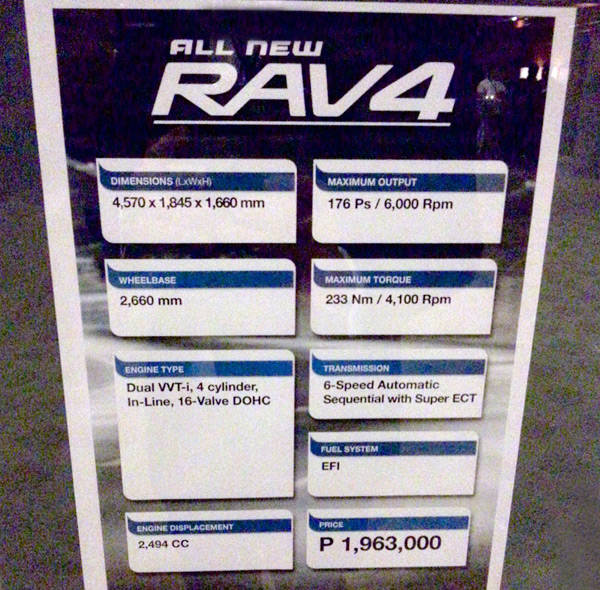 ALL NEW
RAV4
DIMENSIONS (LxWxH)
4,570 x 1,845 x 1,660 mm
MAXIMUM OUTPUT
176 Ps / 6,000 Rpm
WHEELBASE
2,660 mm
MAXIMUM TORQUE
233 Nm / 4,100 Rpm
ENGINE TYPE
Dual VVT-i, 4 cylinder,
In-Line, 16-Valve DOHC
TRANSMISSION
6-Speed Automatic
Sequential with Super ECT
FUEL SYSTEM
EFI
ENGINE DISPLACEMENT
2,494 CC
PRICE
P 1,963,000